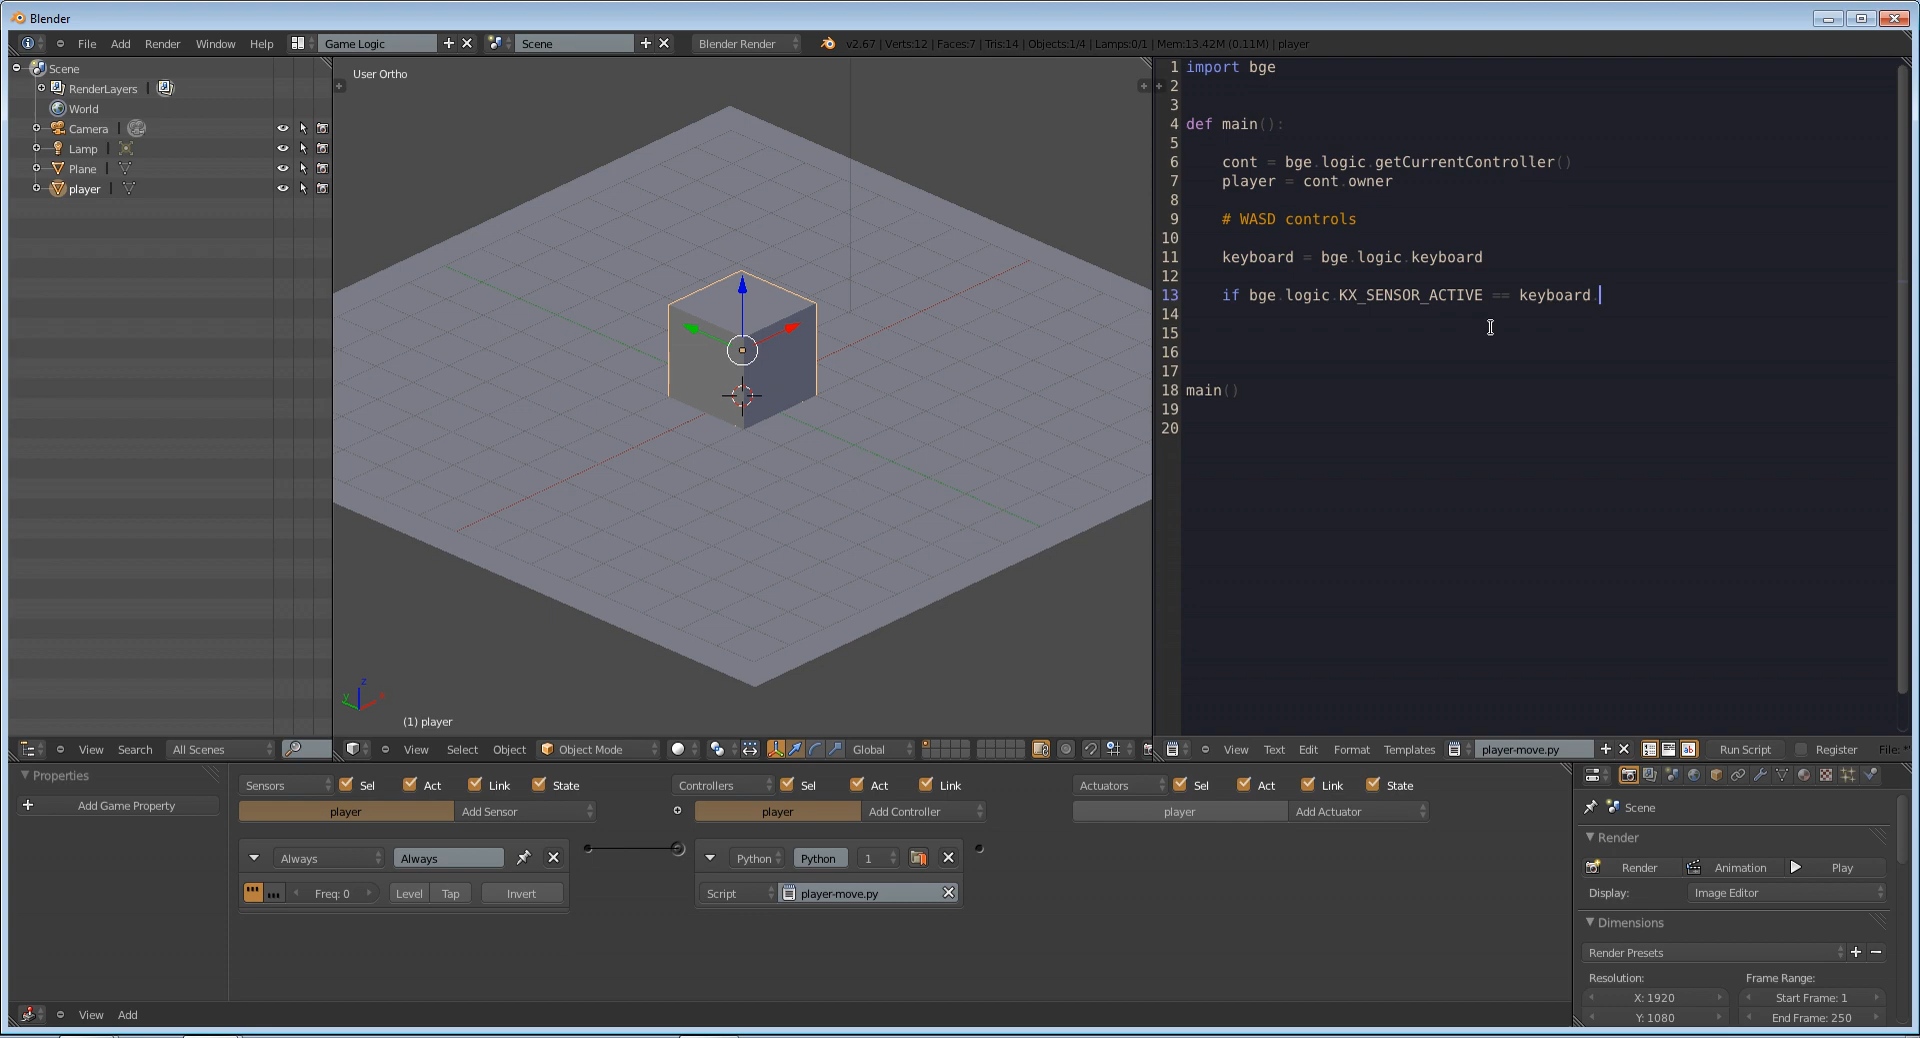 Blender
File Add Render Window Help Game Logic Scene Blender Render v2.67 | Verts:12 | Faces:7 | Tris:14 | Objects:1/4 | Lamps:0/1 | Mem:13.42M (0.11M) | player
Scene
RenderLayers
World
Camera
Lamp
Plane
player
User Ortho
z
y
x
(1) player
1 import bge
2
3
4 def main():
5
6 cont = bge.logic.getCurrentController()
7 player = cont.owner
8
9 # WASD controls
10
11 keyboard = bge.logic.keyboard
12
13 if bge.logic.KX_SENSOR_ACTIVE == keyboard.
14
15
16
17
18 main()
19
20
View Search All Scenes
View Select Object Object Mode Global
View Text Edit Format Templates player-move.py Run Script Register File: *
Properties
Add Game Property
Sensors Sel Act Link State
player Add Sensor
Always Always
Freq: 0 Level Tap Invert
Controllers Sel Act Link
player Add Controller
Python Python 1
Script player-move.py
Actuators Sel Act Link State
player Add Actuator
View Add
Scene
Render
Render Animation Play
Display: Image Editor
Dimensions
Render Presets
Resolution: Frame Range:
X: 1920 Start Frame: 1
Y: 1080 End Frame: 250